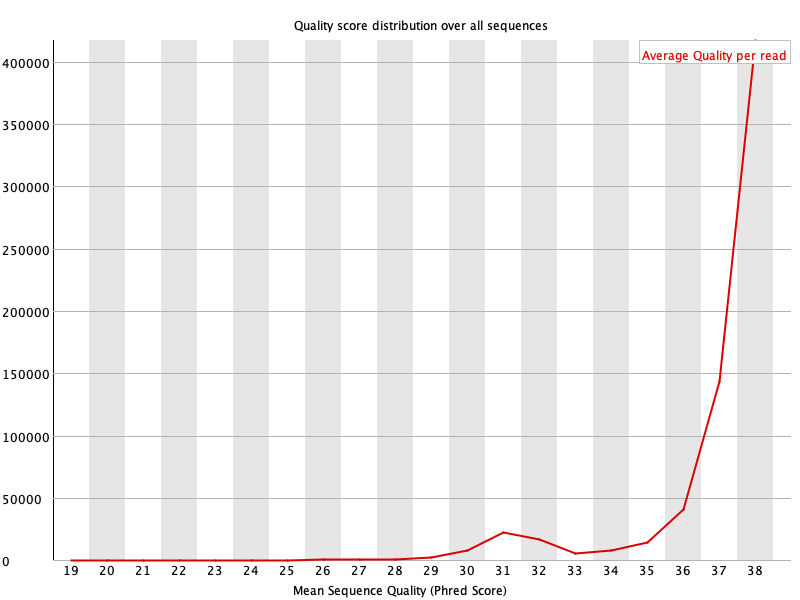 Quality score distribution over all sequences
Average Quality per read
400000
350000
300000
250000
200000
150000
100000
50000
0
19 20 21 22 23 24 25 26 27 28 29 30 31 32 33 34 35 36 37 38
Mean Sequence Quality (Phred Score)